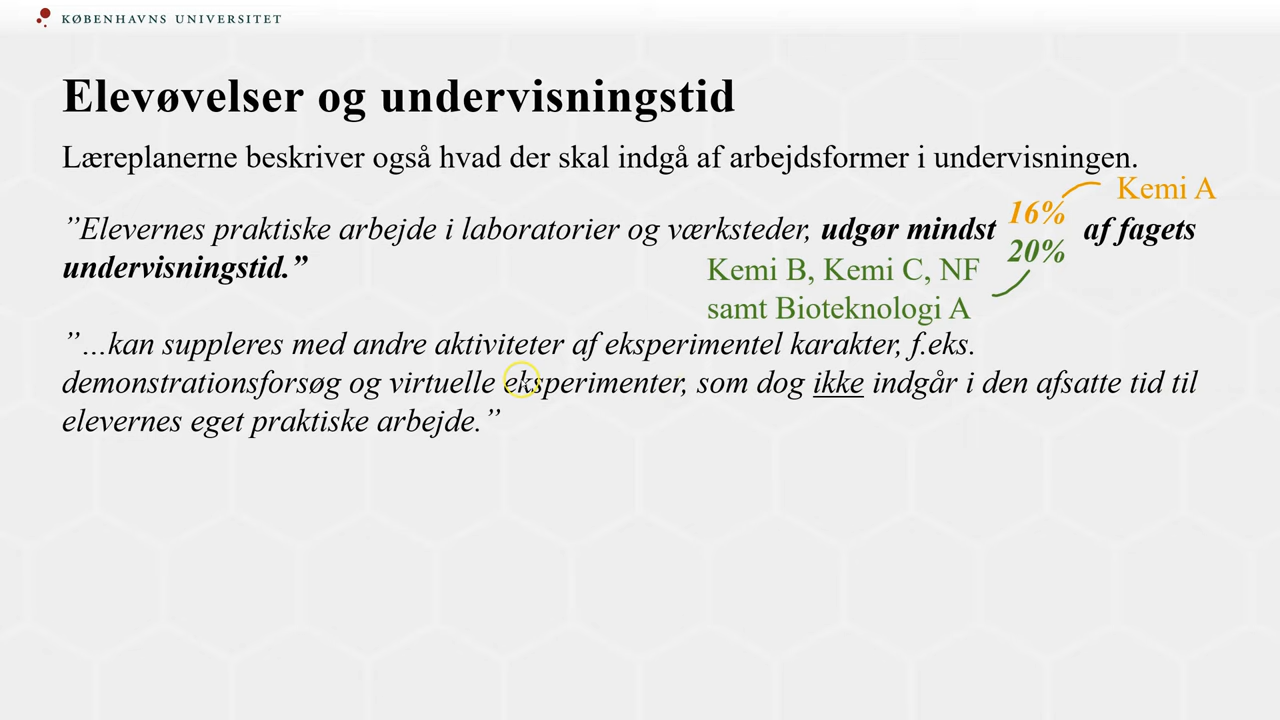 KØBENHAVNS UNIVERSITET
Elevøvelser og undervisningstid
Læreplanerne beskriver også hvad der skal indgå af arbejdsformer i undervisningen.
Kemi A
”Elevernes praktiske arbejde i laboratorier og værksteder, udgør mindst 16% 20% af fagets
undervisningstid.”
Kemi B, Kemi C, NF
samt Bioteknologi A
”…kan suppleres med andre aktiviteter af eksperimentel karakter, f.eks.
demonstrationsforsøg og virtuelle eksperimenter, som dog ikke indgår i den afsatte tid til
elevernes eget praktiske arbejde.”